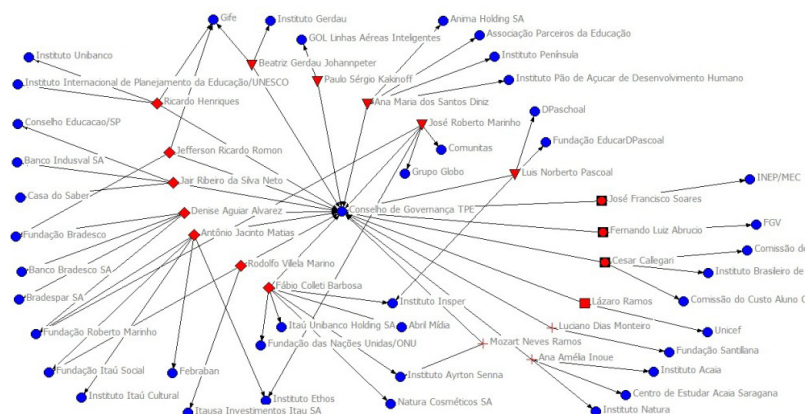 Gife
Instituto Gerdau
Anima Holding SA
Associação Parceiros da Educação
GOL Linhas Aéreas Inteligentes
Instituto Unibanco
Instituto Península
Beatriz Gerdau Johannpeter
Instituto Internacional de Planejamento da Educação/UNESCO
Paulo Sérgio Kakinoff
Instituto Pão de Açucar de Desenvolvimento Humano
Ricardo Henriques
Ana Maria dos Santos Diniz
DPaschoal
Conselho Educacao/SP
José Roberto Marinho
Fundação EducarDPascoal
Jefferson Ricardo Romon
Comunitas
Banco Indusval SA
Grupo Globo
Luis Norberto Pascoal
INEP/MEC
Jair Ribeiro da Silva Neto
Casa do Saber
José Francisco Soares
Denise Aguiar Alvarez
Conselho de Governança TPE
FGV
Fundação Bradesco
Antônio Jacinto Matias
Fernando Luiz Abrucio
Comissão de
Banco Bradesco SA
Rodolfo Villela Marino
Cesar Callegari
Instituto Brasileiro de
Fábio Colleti Barbosa
Bradespar SA
Instituto Insper
Lázaro Ramos
Comissão do Custo Aluno Q
Itaú Unibanco Holding SA
Abril Mídia
Luciano Dias Monteiro
Unicef
Fundação Roberto Marinho
Fundação das Nações Unidas/ONU
Mozart Neves Ramos
Fundação Santillana
Ana Amélia Inoue
Fundação Itaú Social
Febraban
Instituto Ayrton Senna
Instituto Acaia
Instituto Itaú Cultural
Instituto Ethos
Natura Cosméticos SA
Centro de Estudar Acaia Saragana
Itausa Investimentos Itau SA
Instituto Natura